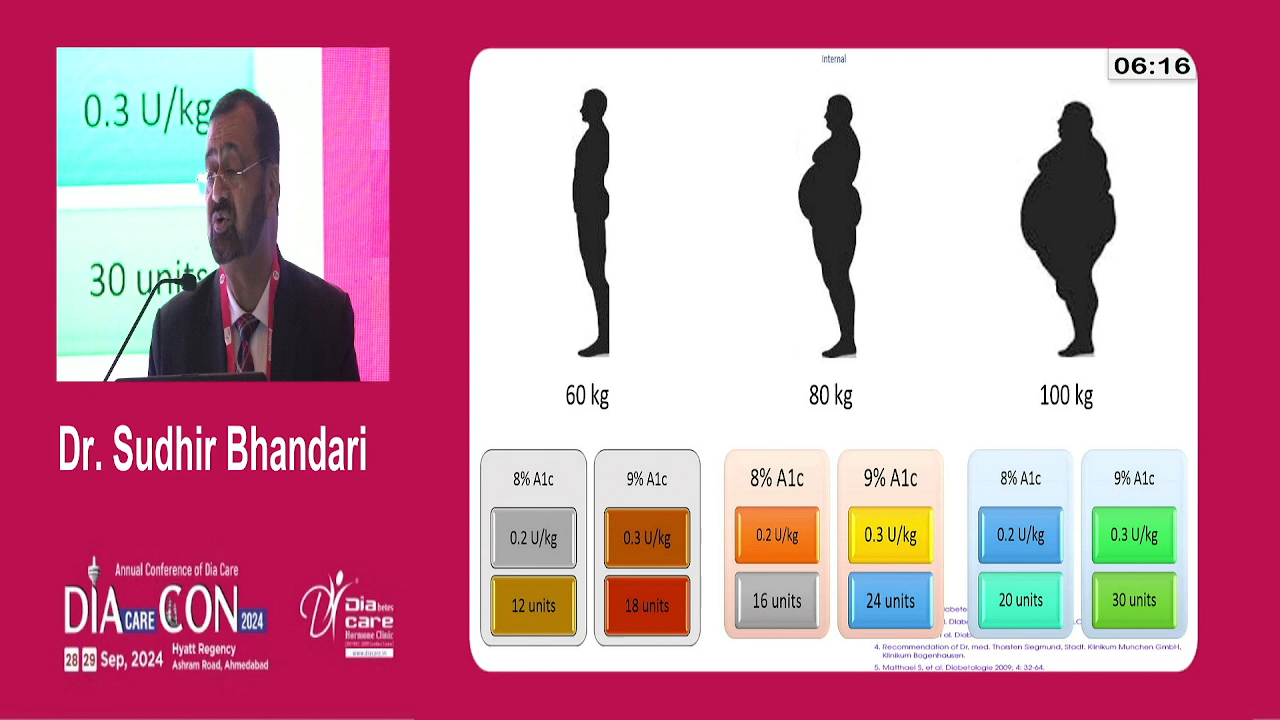 0.3 U/kg
30 units
Dr. Sudhir Bhandari
Annual Conference of Dia Care
DIA CARE CON 2024
28 29 Sep, 2024
Hyatt Regency
Ashram Road, Ahmedabad
Diabetes
care
Hormone Clinic
www.diacare.in
Internal
06:16
60 kg
80 kg
100 kg
8% A1c
0.2 U/kg
12 units
9% A1c
0.3 U/kg
18 units
8% A1c
0.2 U/kg
16 units
9% A1c
0.3 U/kg
24 units
8% A1c
0.2 U/kg
20 units
9% A1c
0.3 U/kg
30 units
4. Recommendation of Dr. med. Thorsten Siegmund, Stadt. Klinikum Munchen GmbH,
Klinikum Bogenhausen.
5. Matthael S, et al. Diabetologie 2009; 4: 32-64,